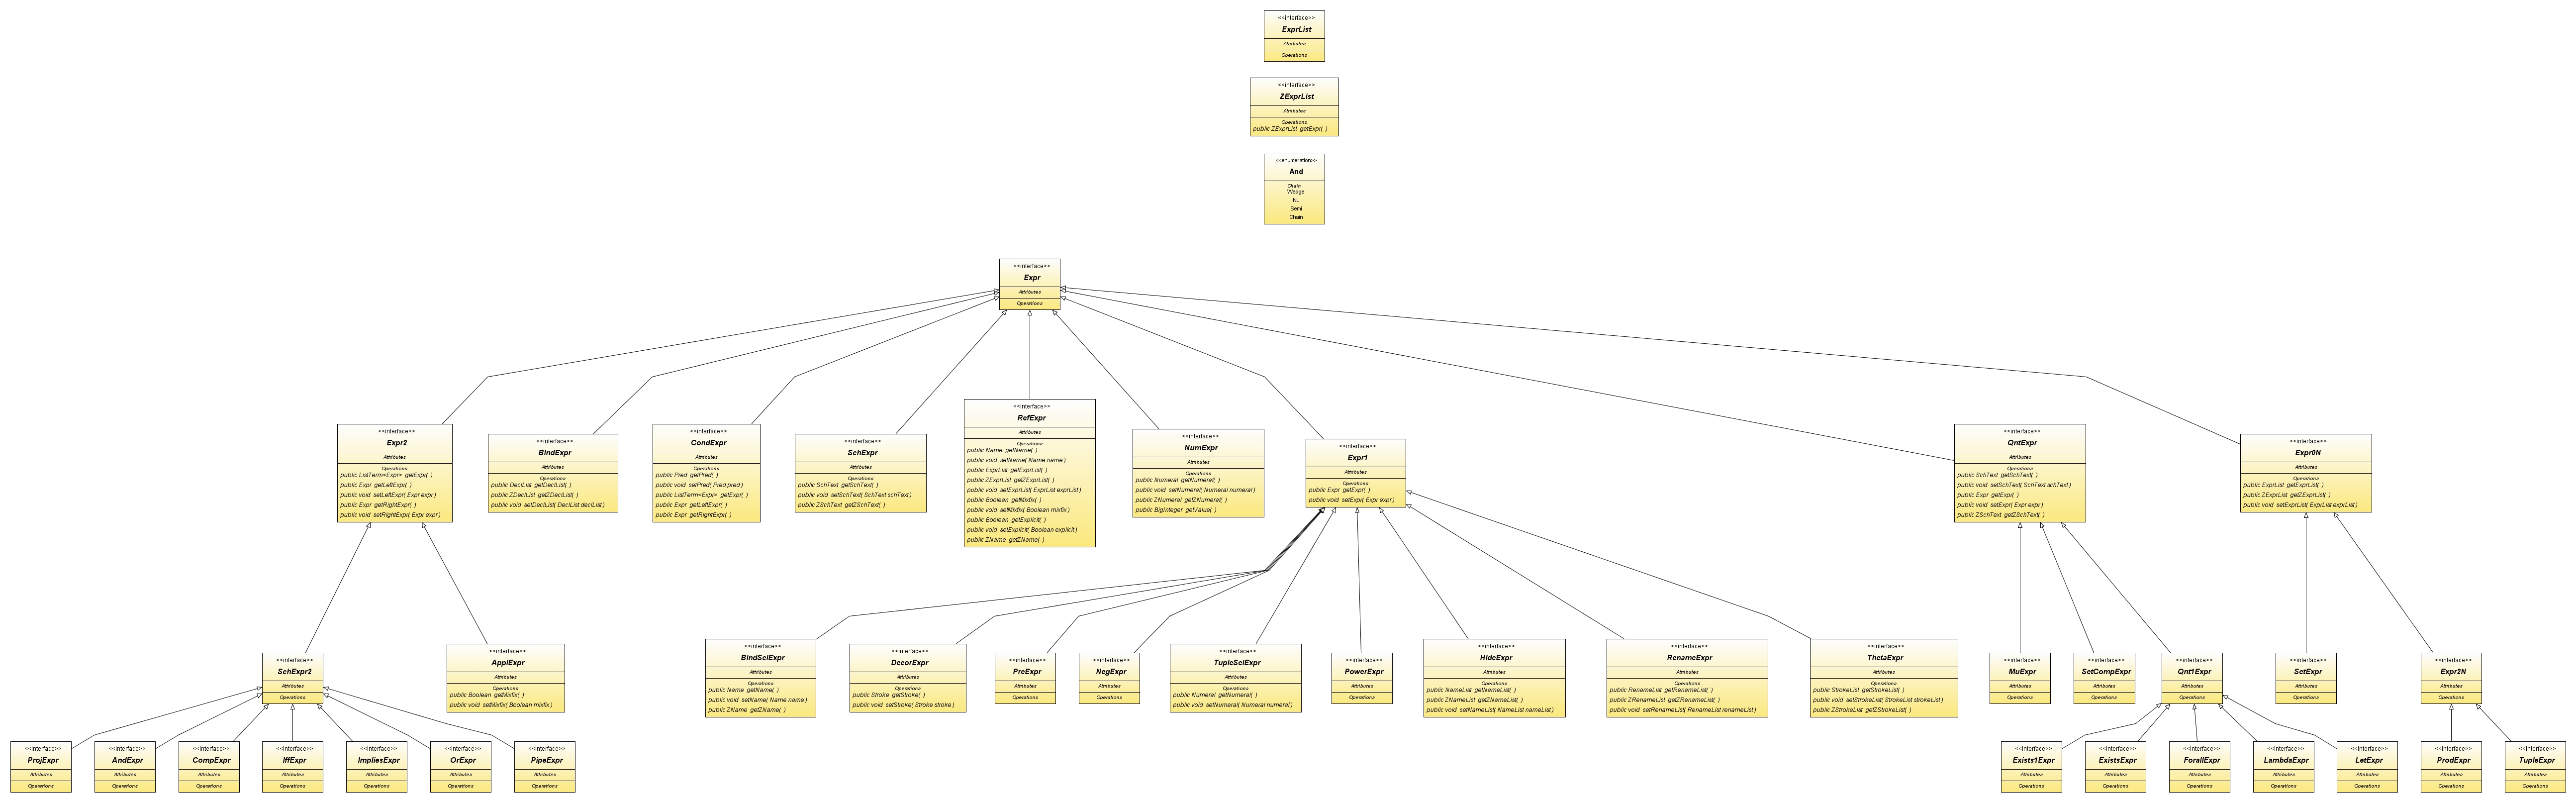 <<interface>>
ExprList
Attributes
Operations
<<interface>>
ZExprList
Attributes
Operations
public ZExprList getExpr( )
<<enumeration>>
And
Chain
Wedge
NL
Semi
Chain
<<interface>>
Expr
Attributes
Operations
<<interface>>
Expr2
Attributes
Operations
public ListTerm<Expr> getExpr( )
public Expr getLeftExpr( )
public void setLeftExpr( Expr expr )
public Expr getRightExpr( )
public void setRightExpr( Expr expr )
<<interface>>
BindExpr
Attributes
Operations
public DeclList getDeclList( )
public ZDeclList getZDeclList( )
public void setDeclList( DeclList declList )
<<interface>>
CondExpr
Attributes
Operations
public Pred getPred( )
public void setPred( Pred pred )
public ListTerm<Expr> getExpr( )
public Expr getLeftExpr( )
public Expr getRightExpr( )
<<interface>>
SchExpr
Attributes
Operations
public SchText getSchText( )
public void setSchText( SchText schText )
public ZSchText getZSchText( )
<<interface>>
RefExpr
Attributes
Operations
public Name getName( )
public void setName( Name name )
public ExprList getExprList( )
public ZExprList getZExprList( )
public void setExprList( ExprList exprList )
public Boolean getMixfix( )
public void setMixfix( Boolean mixfix )
public Boolean getExplicit( )
public void setExplicit( Boolean explicit )
public ZName getZName( )
<<interface>>
NumExpr
Attributes
Operations
public Numeral getNumeral( )
public void setNumeral( Numeral numeral )
public ZNumeral getZNumeral( )
public BigInteger getValue( )
<<interface>>
Expr1
Attributes
Operations
public Expr getExpr( )
public void setExpr( Expr expr )
<<interface>>
QntExpr
Attributes
Operations
public SchText getSchText( )
public void setSchText( SchText schText )
public Expr getExpr( )
public void setExpr( Expr expr )
public ZSchText getZSchText( )
<<interface>>
Expr0N
Attributes
Operations
public ExprList getExprList( )
public ZExprList getZExprList( )
public void setExprList( ExprList exprList )
<<interface>>
SchExpr2
Attributes
Operations
<<interface>>
ApplExpr
Attributes
Operations
public Boolean getMixfix( )
public void setMixfix( Boolean mixfix )
<<interface>>
BindSelExpr
Attributes
Operations
public Name getName( )
public void setName( Name name )
public ZName getZName( )
<<interface>>
DecorExpr
Attributes
Operations
public Stroke getStroke( )
public void setStroke( Stroke stroke )
<<interface>>
PreExpr
Attributes
Operations
<<interface>>
NegExpr
Attributes
Operations
<<interface>>
TupleSelExpr
Attributes
Operations
public Numeral getNumeral( )
public void setNumeral( Numeral numeral )
<<interface>>
PowerExpr
Attributes
Operations
<<interface>>
HideExpr
Attributes
Operations
public NameList getNameList( )
public ZNameList getZNameList( )
public void setNameList( NameList nameList )
<<interface>>
RenameExpr
Attributes
Operations
public RenameList getRenameList( )
public ZRenameList getZRenameList( )
public void setRenameList( RenameList renameList )
<<interface>>
ThetaExpr
Attributes
Operations
public StrokeList getStrokeList( )
public void setStrokeList( StrokeList strokeList )
public ZStrokeList getZStrokeList( )
<<interface>>
MuExpr
Attributes
Operations
<<interface>>
SetCompExpr
Attributes
Operations
<<interface>>
Qnt1Expr
Attributes
Operations
<<interface>>
SetExpr
Attributes
Operations
<<interface>>
Expr2N
Attributes
Operations
<<interface>>
ProjExpr
Attributes
Operations
<<interface>>
AndExpr
Attributes
Operations
<<interface>>
CompExpr
Attributes
Operations
<<interface>>
IffExpr
Attributes
Operations
<<interface>>
ImpliesExpr
Attributes
Operations
<<interface>>
OrExpr
Attributes
Operations
<<interface>>
PipeExpr
Attributes
Operations
<<interface>>
Exists1Expr
Attributes
Operations
<<interface>>
ExistsExpr
Attributes
Operations
<<interface>>
ForallExpr
Attributes
Operations
<<interface>>
LambdaExpr
Attributes
Operations
<<interface>>
LetExpr
Attributes
Operations
<<interface>>
ProdExpr
Attributes
Operations
<<interface>>
TupleExpr
Attributes
Operations